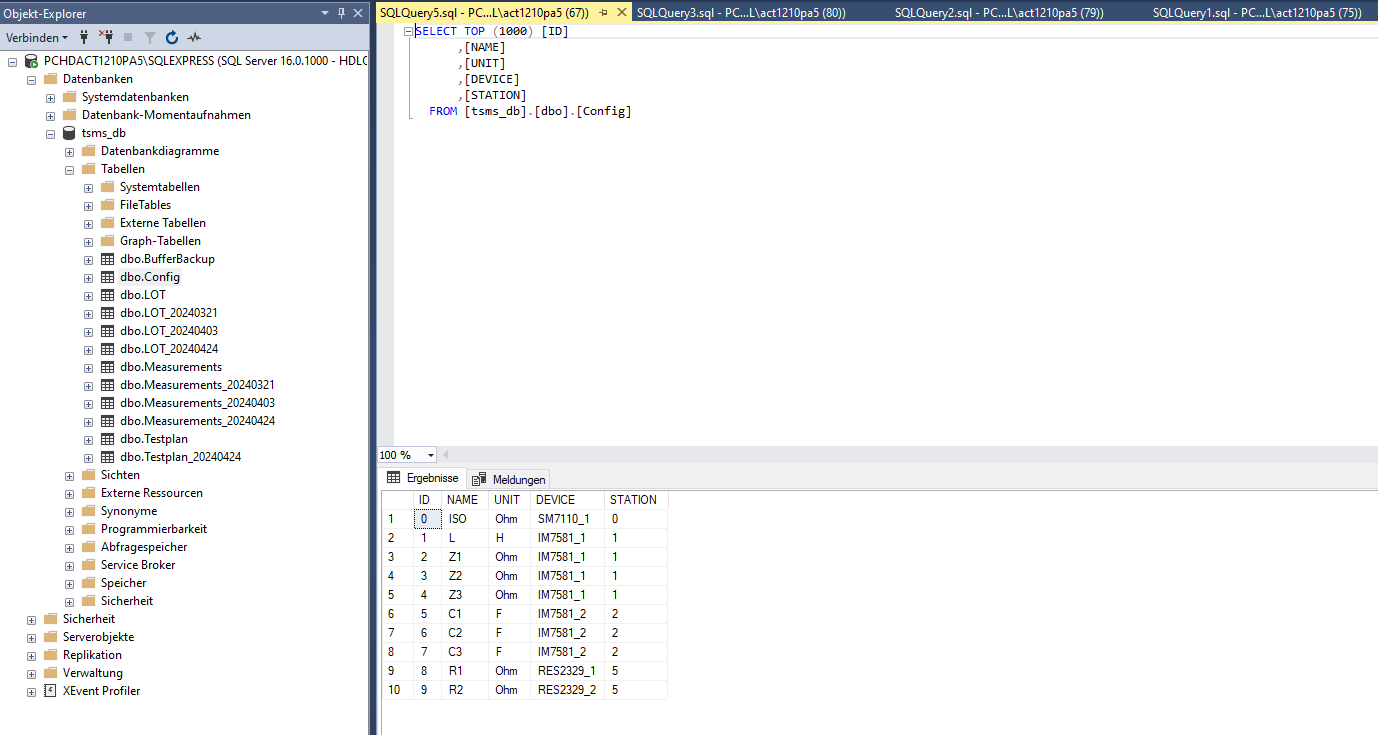 Objekt-Explorer
Verbinden
PCHDACT1210PA5\SQLEXPRESS (SQL Server 16.0.1000 - HDLC
Datenbanken
Systemdatenbanken
Datenbank-Momentaufnahmen
tsms_db
Datenbankdiagramme
Tabellen
Systemtabellen
FileTables
Externe Tabellen
Graph-Tabellen
dbo.BufferBackup
dbo.Config
dbo.LOT
dbo.LOT_20240321
dbo.LOT_20240403
dbo.LOT_20240424
dbo.Measurements
dbo.Measurements_20240321
dbo.Measurements_20240403
dbo.Measurements_20240424
dbo.Testplan
dbo.Testplan_20240424
Sichten
Externe Ressourcen
Synonyme
Programmierbarkeit
Abfragespeicher
Service Broker
Speicher
Sicherheit
Sicherheit
Serverobjekte
Replikation
Verwaltung
XEvent Profiler
SQLQuery5.sql - PC...L\act1210pa5 (67)) SQLQuery3.sql - PC...L\act1210pa5 (80)) SQLQuery2.sql - PC...L\act1210pa5 (79)) SQLQuery1.sql - PC...L\act1210pa5 (75))
SELECT TOP (1000) [ID]
,[NAME]
,[UNIT]
,[DEVICE]
,[STATION]
FROM [tsms_db].[dbo].[Config]
100 %
Ergebnisse Meldungen
ID NAME UNIT DEVICE STATION
1 0 ISO Ohm SM7110_1 0
2 1 L H IM7581_1 1
3 2 Z1 Ohm IM7581_1 1
4 3 Z2 Ohm IM7581_1 1
5 4 Z3 Ohm IM7581_1 1
6 5 C1 F IM7581_2 2
7 6 C2 F IM7581_2 2
8 7 C3 F IM7581_2 2
9 8 R1 Ohm RES2329_1 5
10 9 R2 Ohm RES2329_2 5